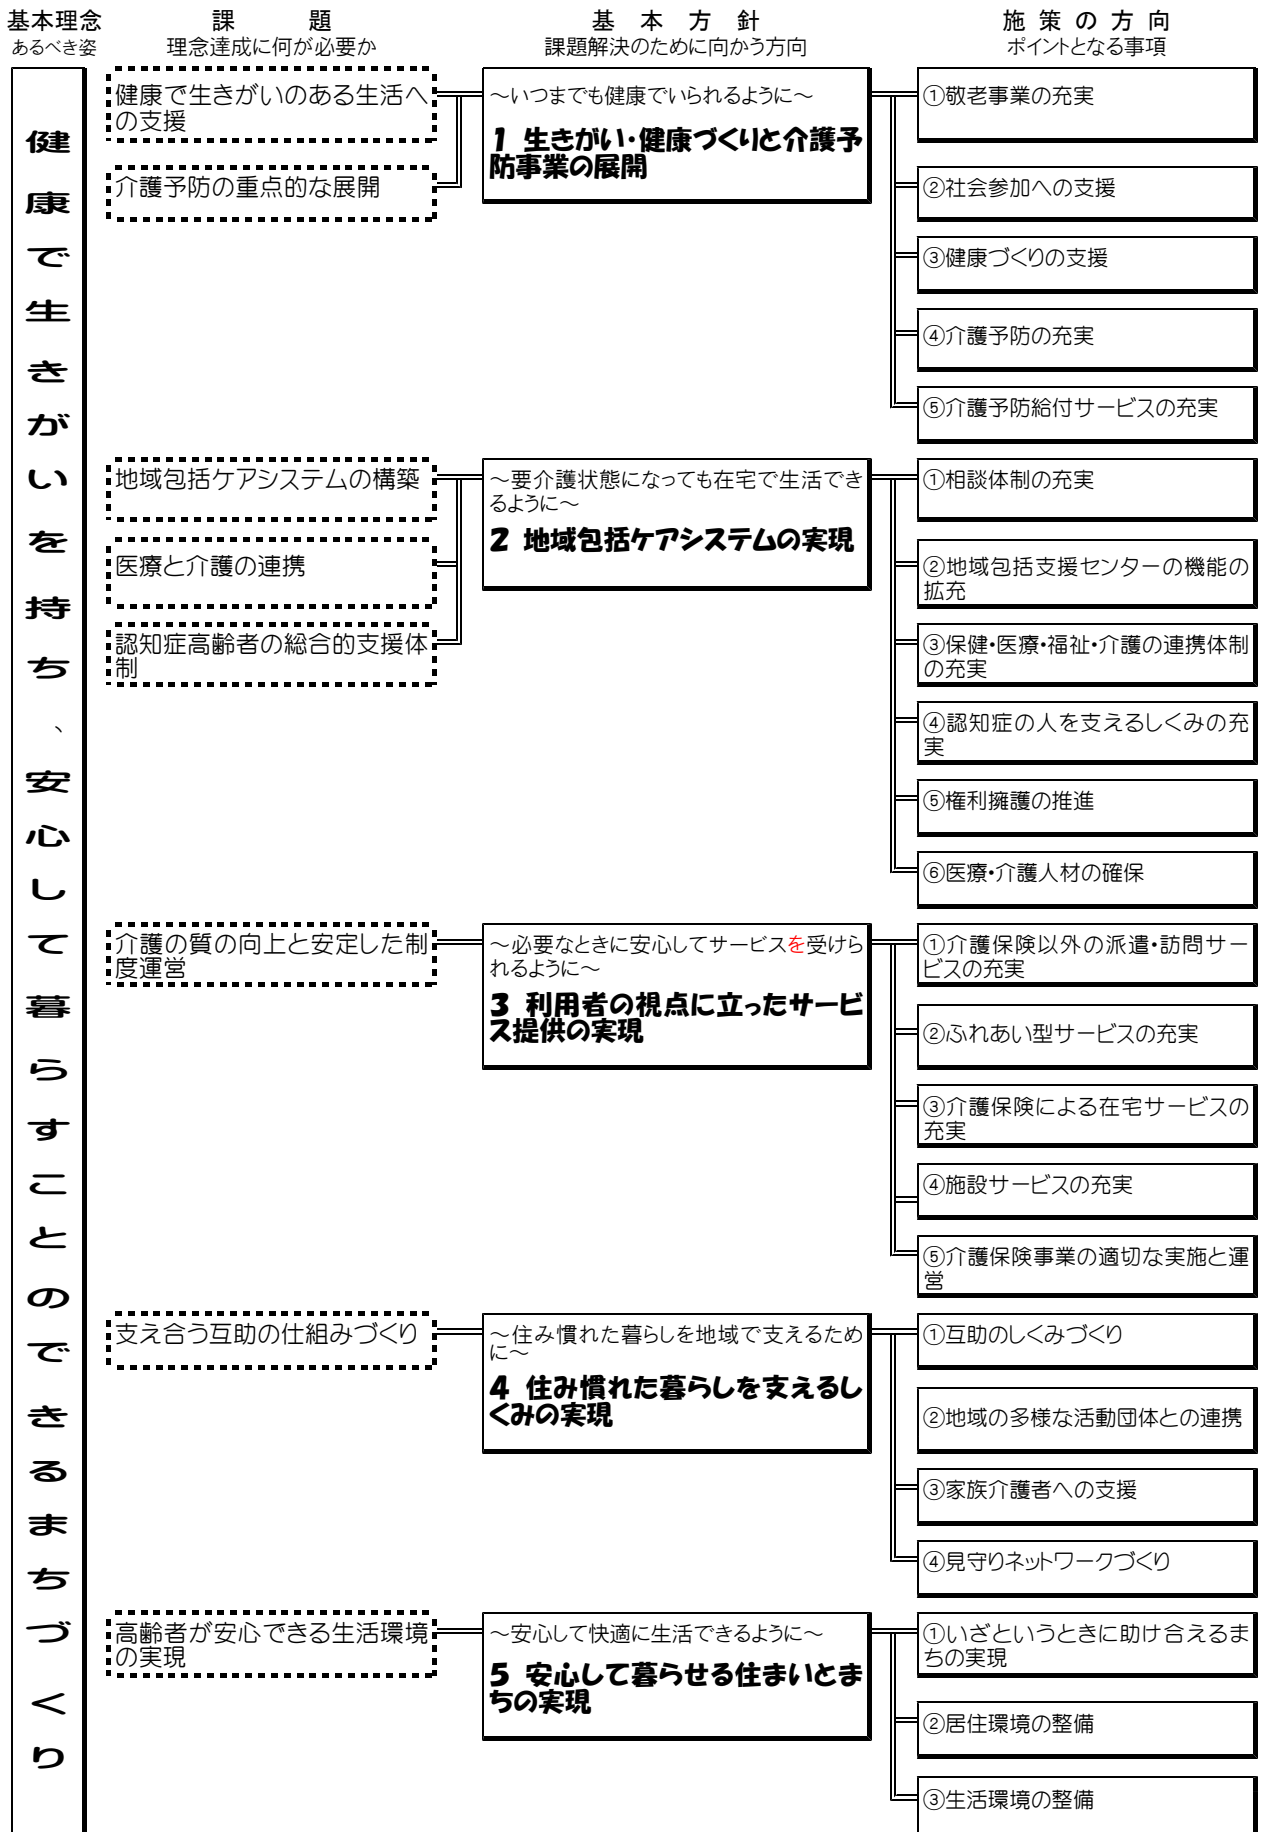 基本理念
あるべき姿
健康で生きがいを持ち、安心して暮らすことのできるまちづくり
課題
理念達成に何が必要か
基本方針
課題解決のために向かう方向
施策の方向
ポイントとなる事項
健康で生きがいのある生活へ
の支援
介護予防の重点的な展開
～いつまでも健康でいられるように～
1 生きがい・健康づくりと介護予
防事業の展開
①敬老事業の充実
②社会参加への支援
③健康づくりの支援
④介護予防の充実
⑤介護予防給付サービスの充実
地域包括ケアシステムの構築
医療と介護の連携
認知症高齢者の総合的支援体
制
～要介護状態になっても在宅で生活でき
るように～
2 地域包括ケアシステムの実現
①相談体制の充実
②地域包括支援センターの機能の
拡充
③保健・医療・福祉・介護の連携体制
の充実
④認知症の人を支えるしくみの充
実
⑤権利擁護の推進
⑥医療・介護人材の確保
介護の質の向上と安定した制
度運営
～必要なときに安心してサービスを受けら
れるように～
3 利用者の視点に立ったサービ
ス提供の実現
①介護保険以外の派遣・訪問サー
ビスの充実
②ふれあい型サービスの充実
③介護保険による在宅サービスの
充実
④施設サービスの充実
⑤介護保険事業の適切な実施と運
営
支え合う互助の仕組みづくり
～住み慣れた暮らしを地域で支えるため
に～
4 住み慣れた暮らしを支えるし
くみの実現
①互助のしくみづくり
②地域の多様な活動団体との連携
③家族介護者への支援
④見守りネットワークづくり
高齢者が安心できる生活環境
の実現
～安心して快適に生活できるように～
5 安心して暮らせる住まいとま
ちの実現
①いざというときに助け合えるま
ちの実現
②居住環境の整備
③生活環境の整備